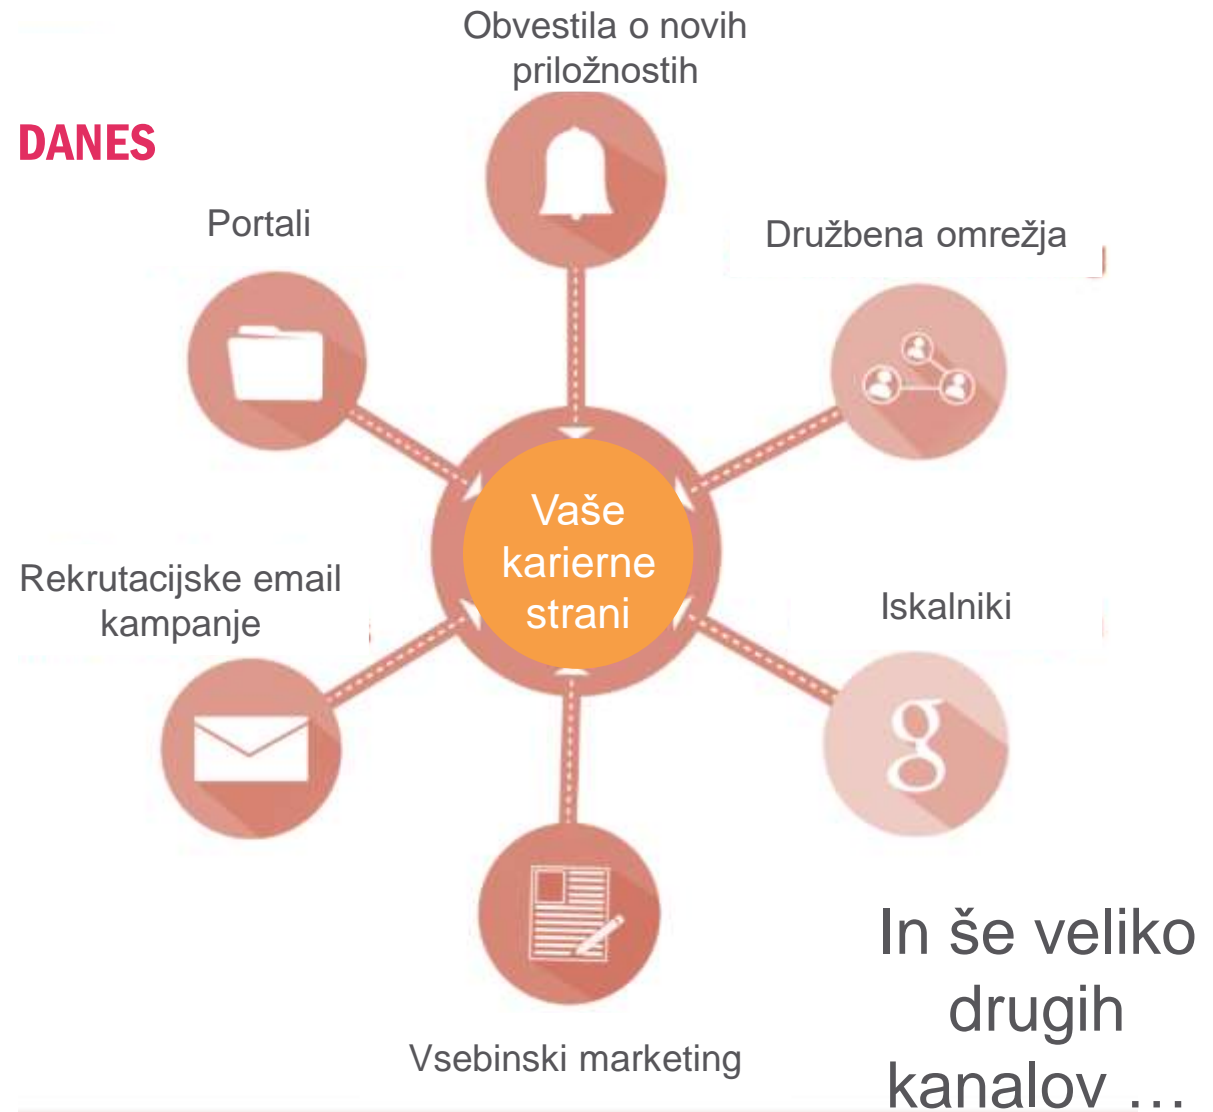 Obvestila o novih
priložnostih
DANES
Portali
Družbena omrežja
Vaše
karierne
strani
Rekrutacijske email
kampanje
Iskalniki
g
In še veliko
drugih
kanalov …
Vsebinski marketing